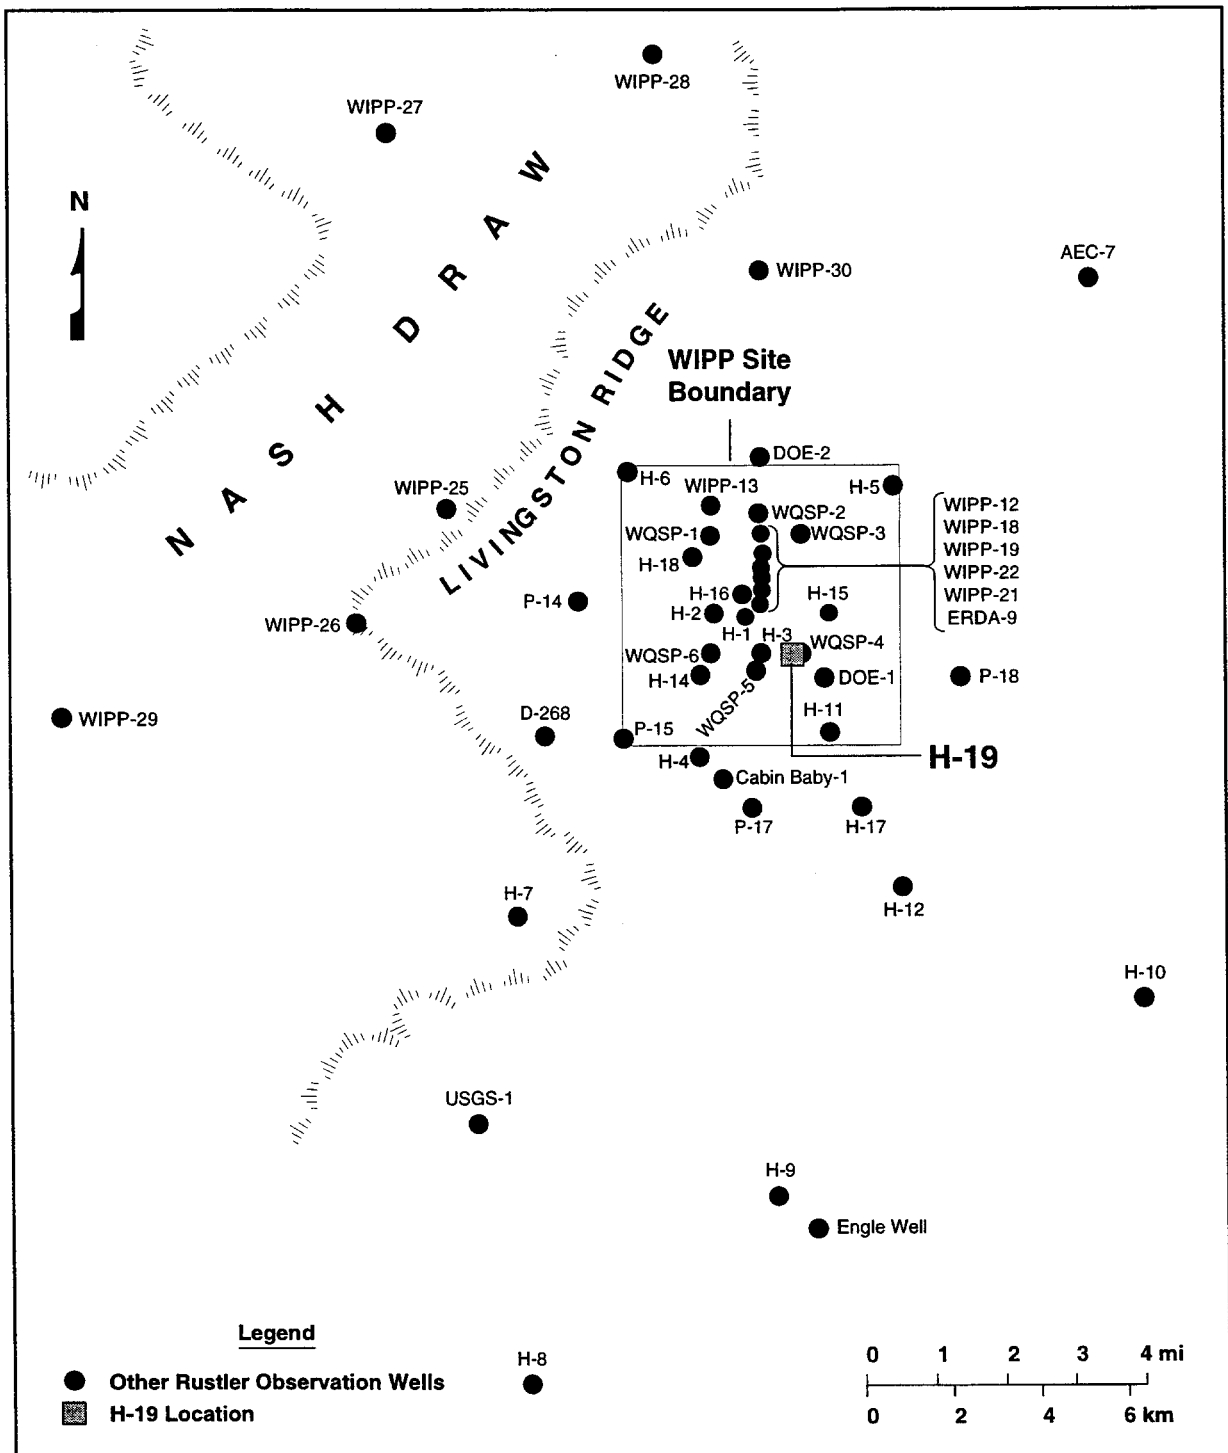 WIPP-28
WIPP-27
N
NASH DRAW
WIPP-30
AEC-7
LIVINGSTON RIDGE
WIPP Site
Boundary
DOE-2
H-6
WIPP-13
H-5
WIPP-25
WQSP-2
WQSP-1
WQSP-3
WIPP-12
WIPP-18
WIPP-19
WIPP-22
WIPP-21
ERDA-9
H-18
P-14
H-16
H-15
H-2
WIPP-26
H-1
H-3
WQSP-4
WQSP-6
H-14
DOE-1
P-18
WQSP-5
WIPP-29
D-268
P-15
H-11
H-4
H-19
Cabin Baby-1
P-17
H-17
H-7
H-12
H-10
USGS-1
H-9
Engle Well
Legend
Other Rustler Observation Wells
H-19 Location
H-8
0 1 2 3 4 mi
0 2 4 6 km